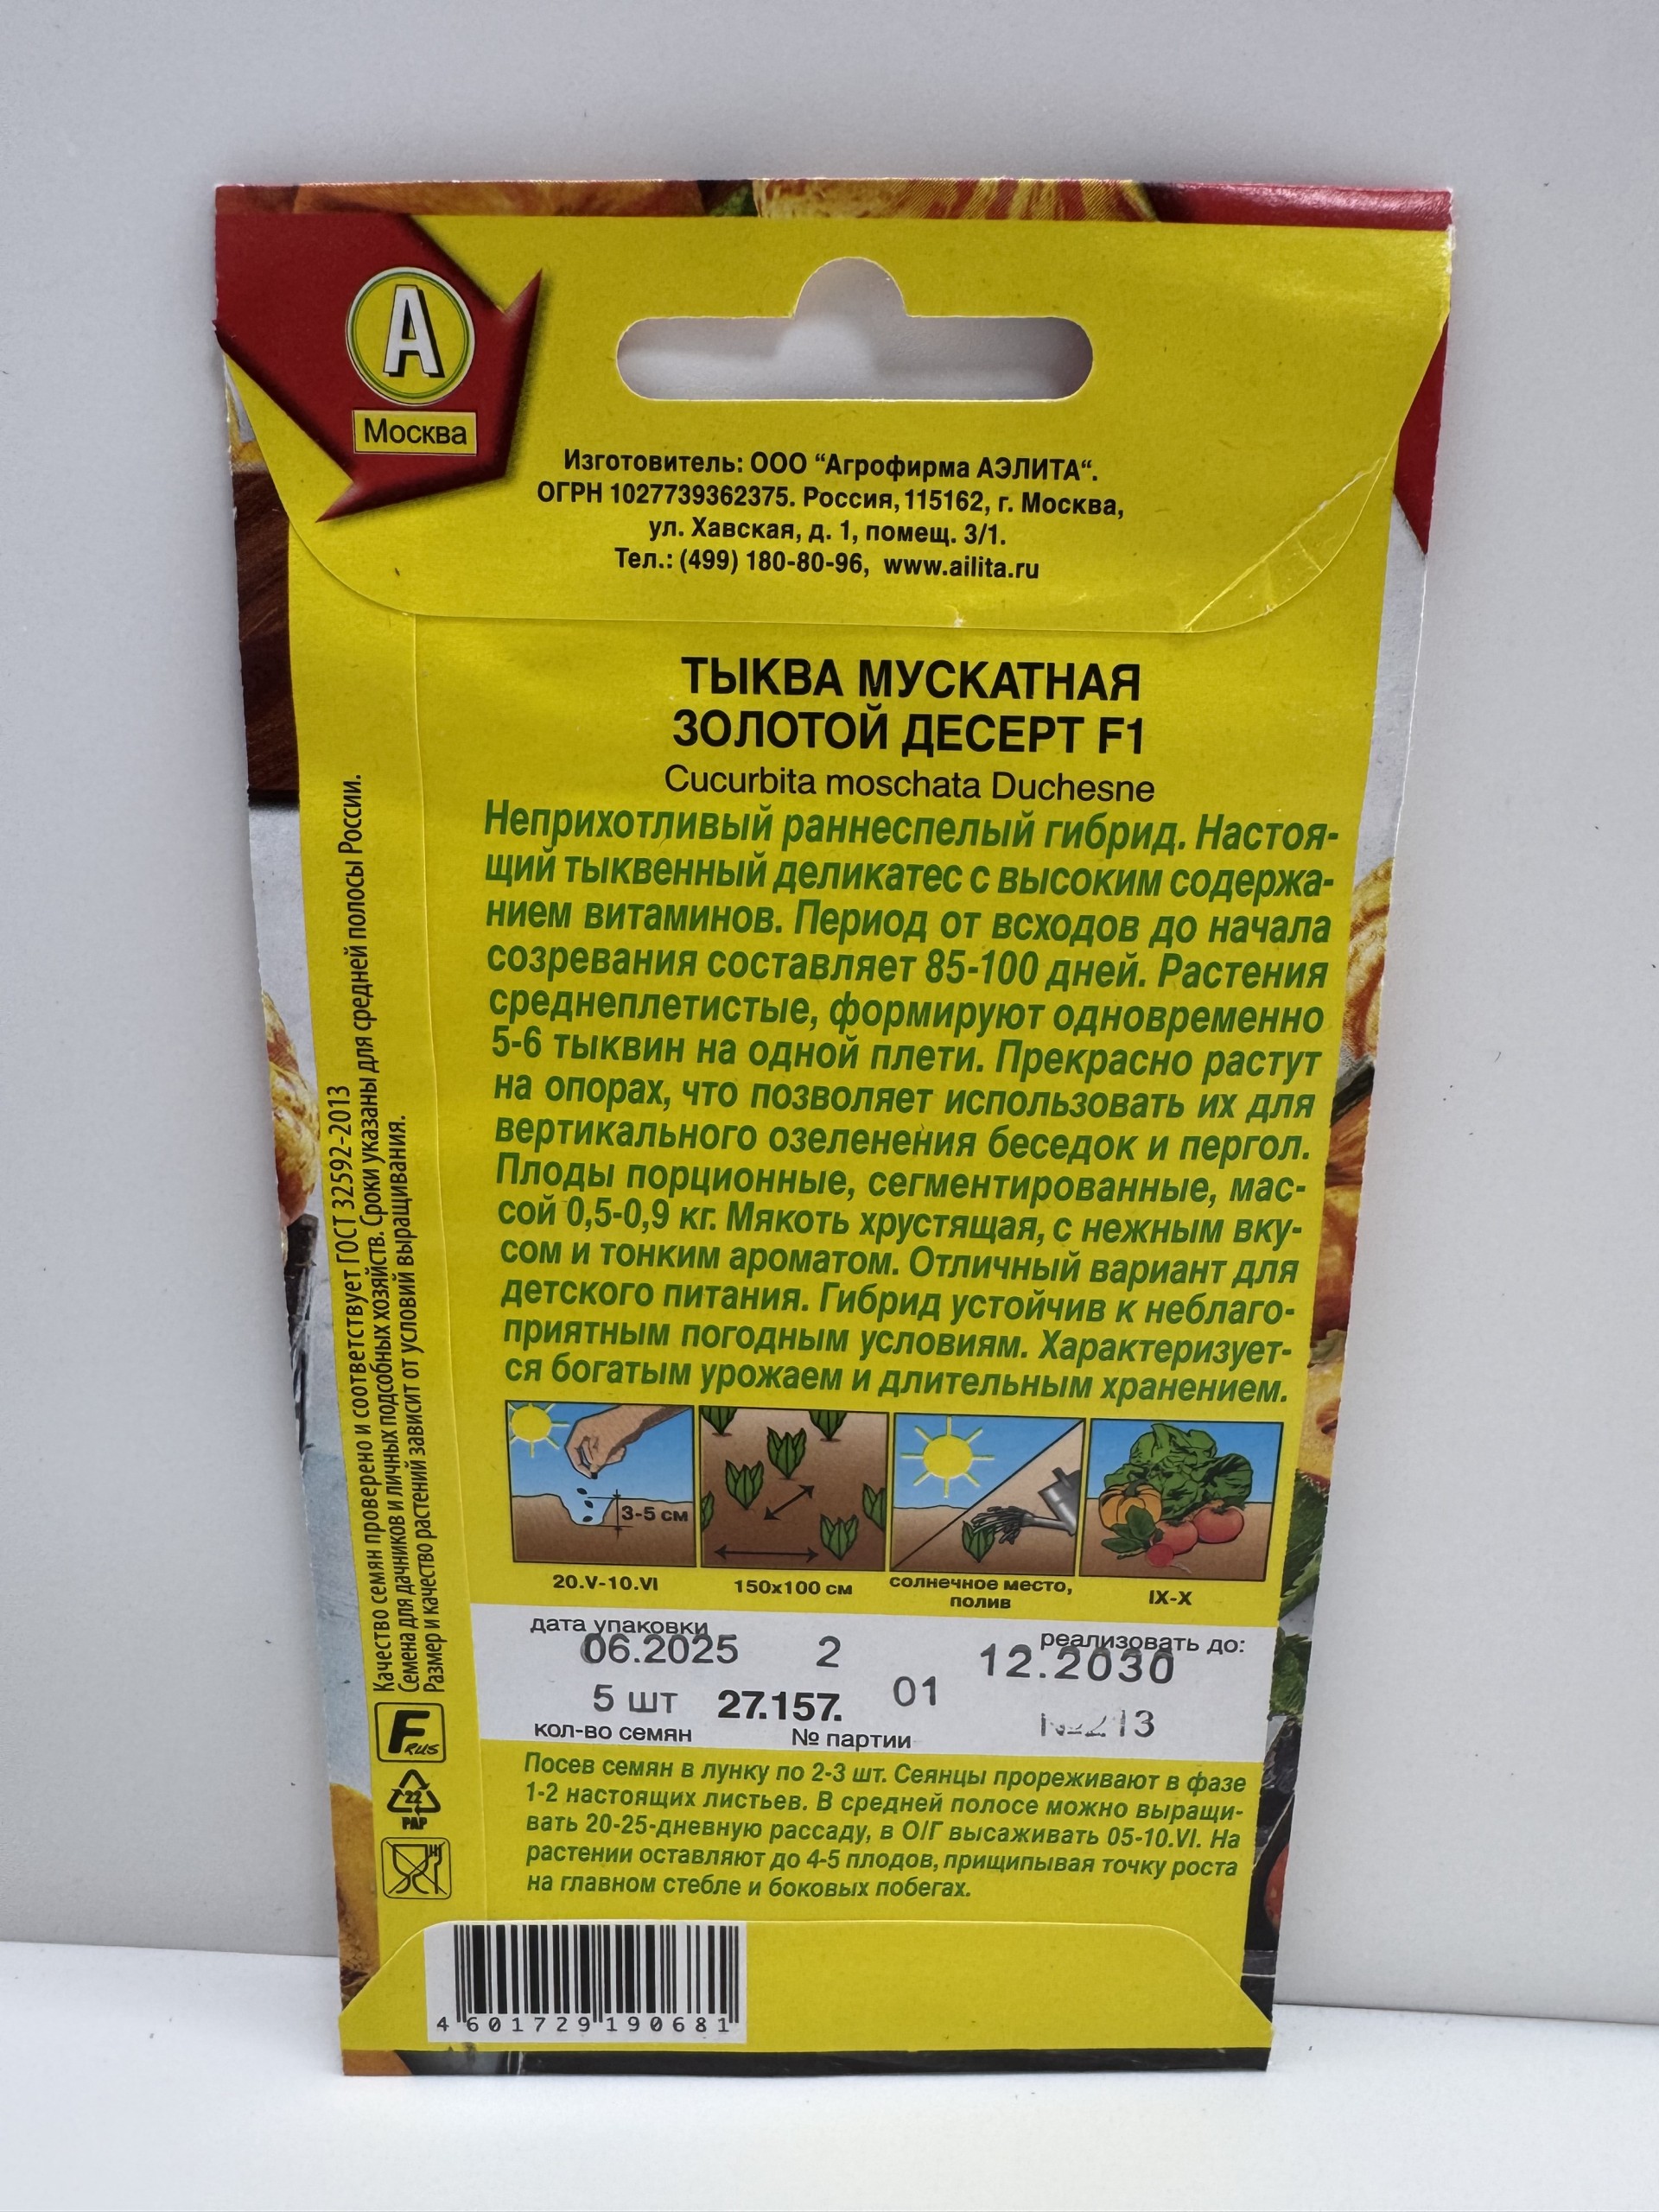 А
Москва
Изготовитель: ООО “Агрофирма АЭЛИТА“.
ОГРН 1027739362375. Россия, 115162, г. Москва,
ул. Хавская, д. 1, помещ. 3/1.
Тел.: (499) 180-80-96, www.ailita.ru
ТЫКВА МУСКАТНАЯ
ЗОЛОТОЙ ДЕСЕРТ F1
Cucurbita moschata Duchesne
Неприхотливый раннеспелый гибрид. Настоя-
щий тыквенный деликатес с высоким содержа-
нием витаминов. Период от всходов до начала
созревания составляет 85-100 дней. Растения
среднеплетистые, формируют одновременно
5-6 тыквин на одной плети. Прекрасно растут
на опорах, что позволяет использовать их для
вертикального озеленения беседок и пергол.
Плоды порционные, сегментированные, мас-
сой 0,5-0,9 кг. Мякоть хрустящая, с нежным вку-
сом и тонким ароматом. Отличный вариант для
детского питания. Гибрид устойчив к неблаго-
приятным погодным условиям. Характеризует-
ся богатым урожаем и длительным хранением.
3-5 см
20.V-10.VI
150х100 см
солнечное место,
полив
IX-X
дата упаковки
реализовать до:
06.2025 2 12.2030
5 шт 27.157. 01 №213
кол-во семян № партии
Посев семян в лунку по 2-3 шт. Сеянцы прореживают в фазе
1-2 настоящих листьев. В средней полосе можно выращи-
вать 20-25-дневную рассаду, в О/Г высаживать 05-10.VI. На
растении оставляют до 4-5 плодов, прищипывая точку роста
на главном стебле и боковых побегах.
Качество семян проверено и соответствует ГОСТ 32592-2013
Семена для дачников и личных подсобных хозяйств. Сроки указаны для средней полосы России.
Размер и качество растений зависит от условий выращивания.
F RUS
22
PAP
4 601729 190681